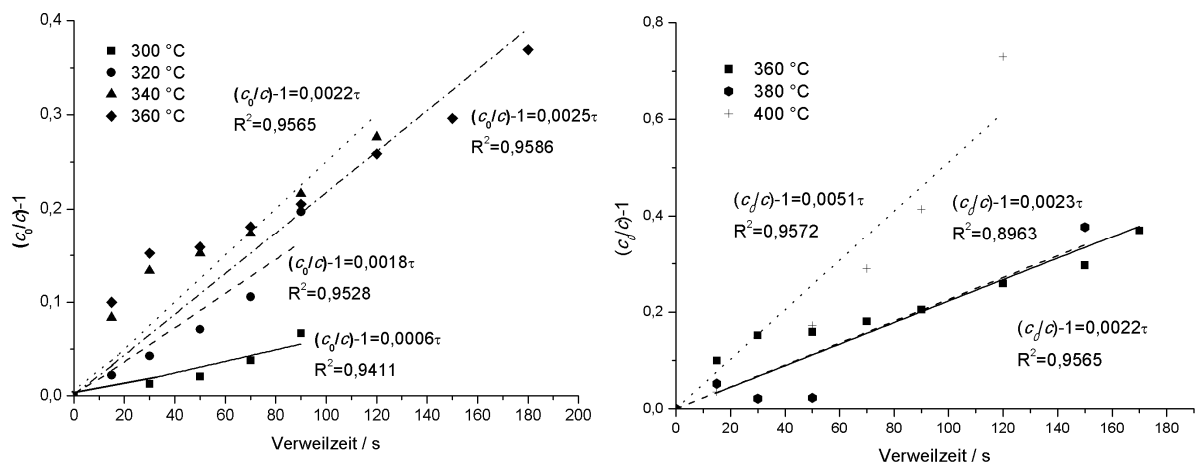 0,4
0,3
0,2
0,1
0,0
(c0/c)-1
300 °C
320 °C
340 °C
360 °C
(c0/c)-1=0,0022τ
R2=0,9565
(c0/c)-1=0,0025τ
R2=0,9586
(c0/c)-1=0,0018τ
R2=0,9528
(c0/c)-1=0,0006τ
R2=0,9411
0 20 40 60 80 100 120 140 160 180 200
Verweilzeit / s
0,8
0,6
0,4
0,2
0,0
(c0/c)-1
360 °C
380 °C
400 °C
(c0/c)-1=0,0051τ
R2=0,9572
(c0/c)-1=0,0023τ
R2=0,8963
(c0/c)-1=0,0022τ
R2=0,9565
0 20 40 60 80 100 120 140 160 180
Verweilzeit / s